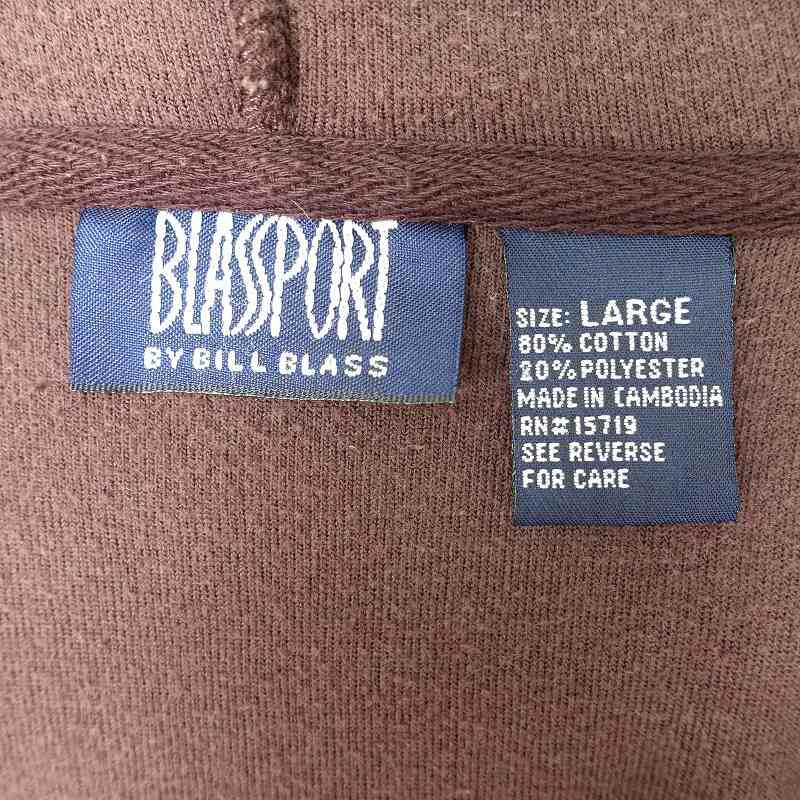 BLASSPORT
BY BILL BLASS
SIZE: LARGE
80% COTTON
20% POLYESTER
MADE IN CAMBODIA
RN#15719
SEE REVERSE
FOR CARE